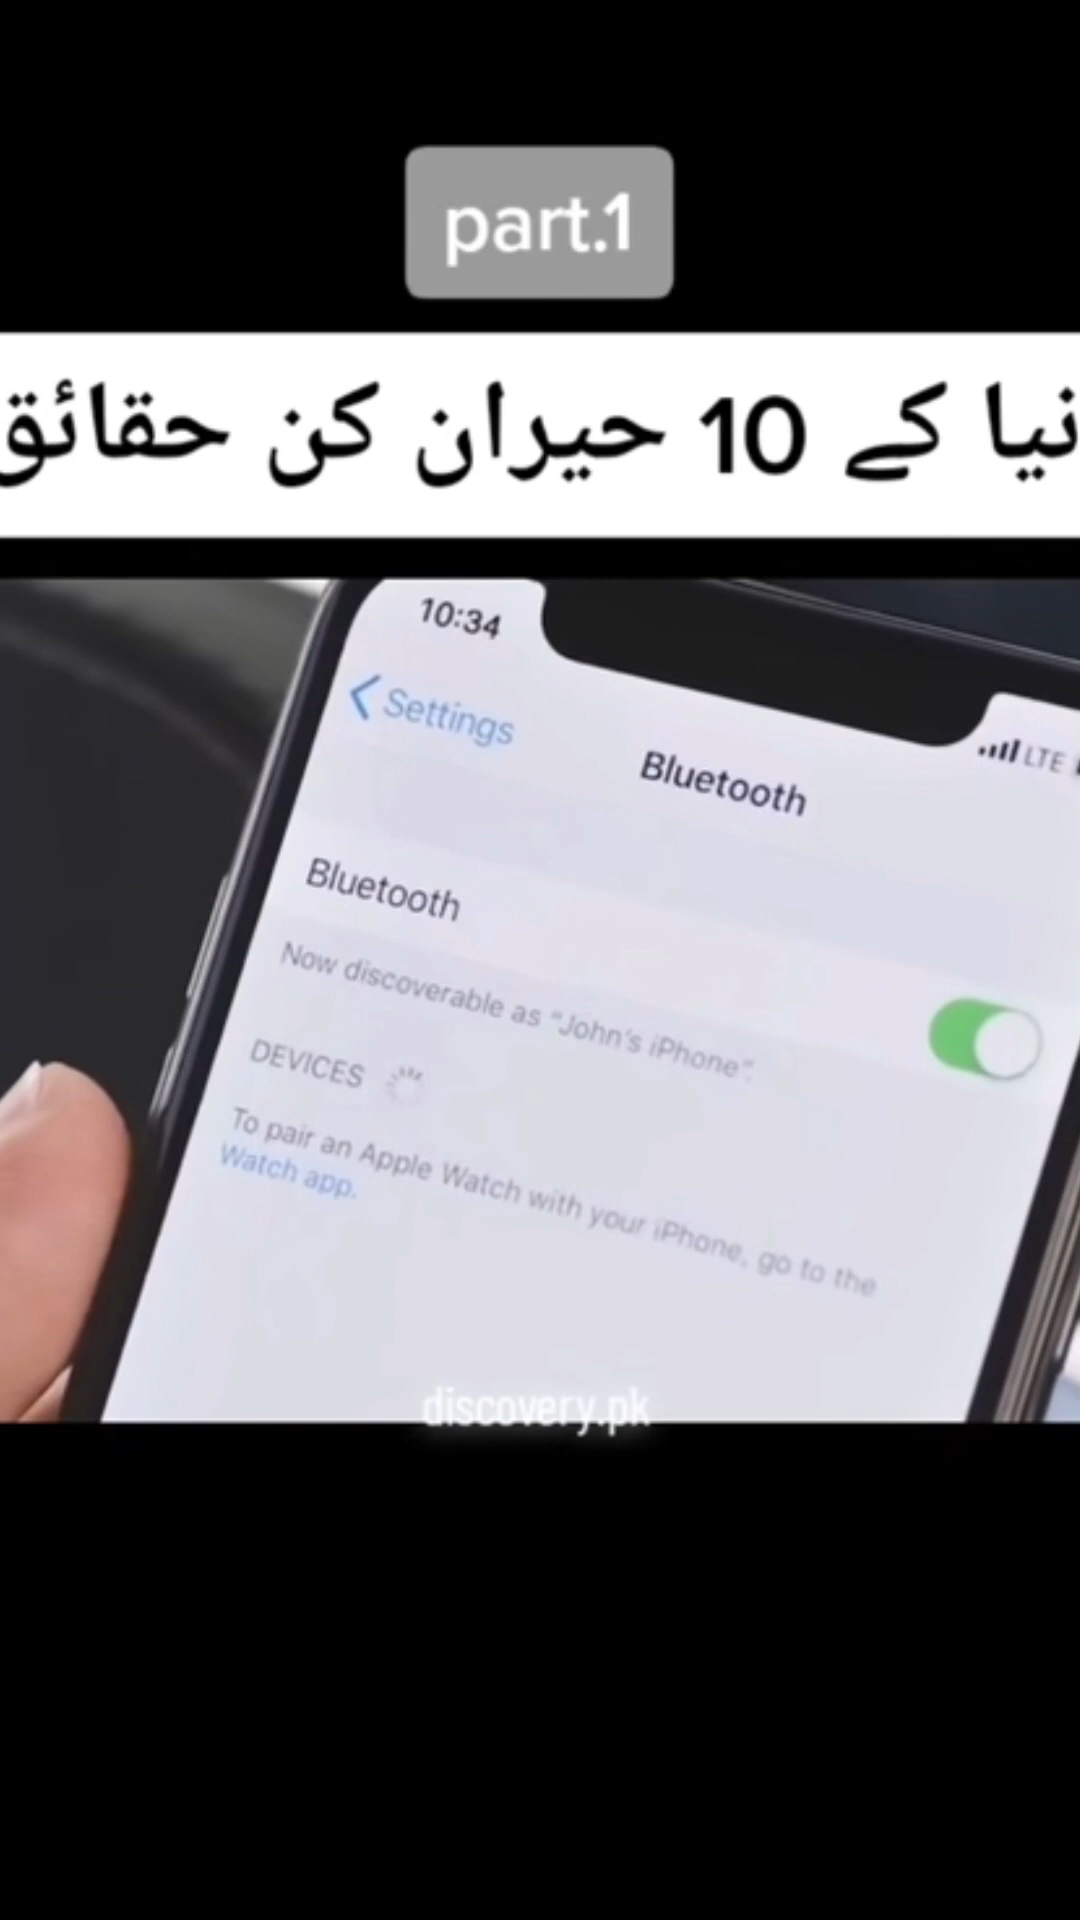 part.1
نیا کے 10 حیران کن حقائق
10:34
Settings
LTE
Bluetooth
Bluetooth
Now discoverable as “John’s iPhone”.
DEVICES
To pair an Apple Watch with your iPhone, go to the
Watch app.
discovery.pk